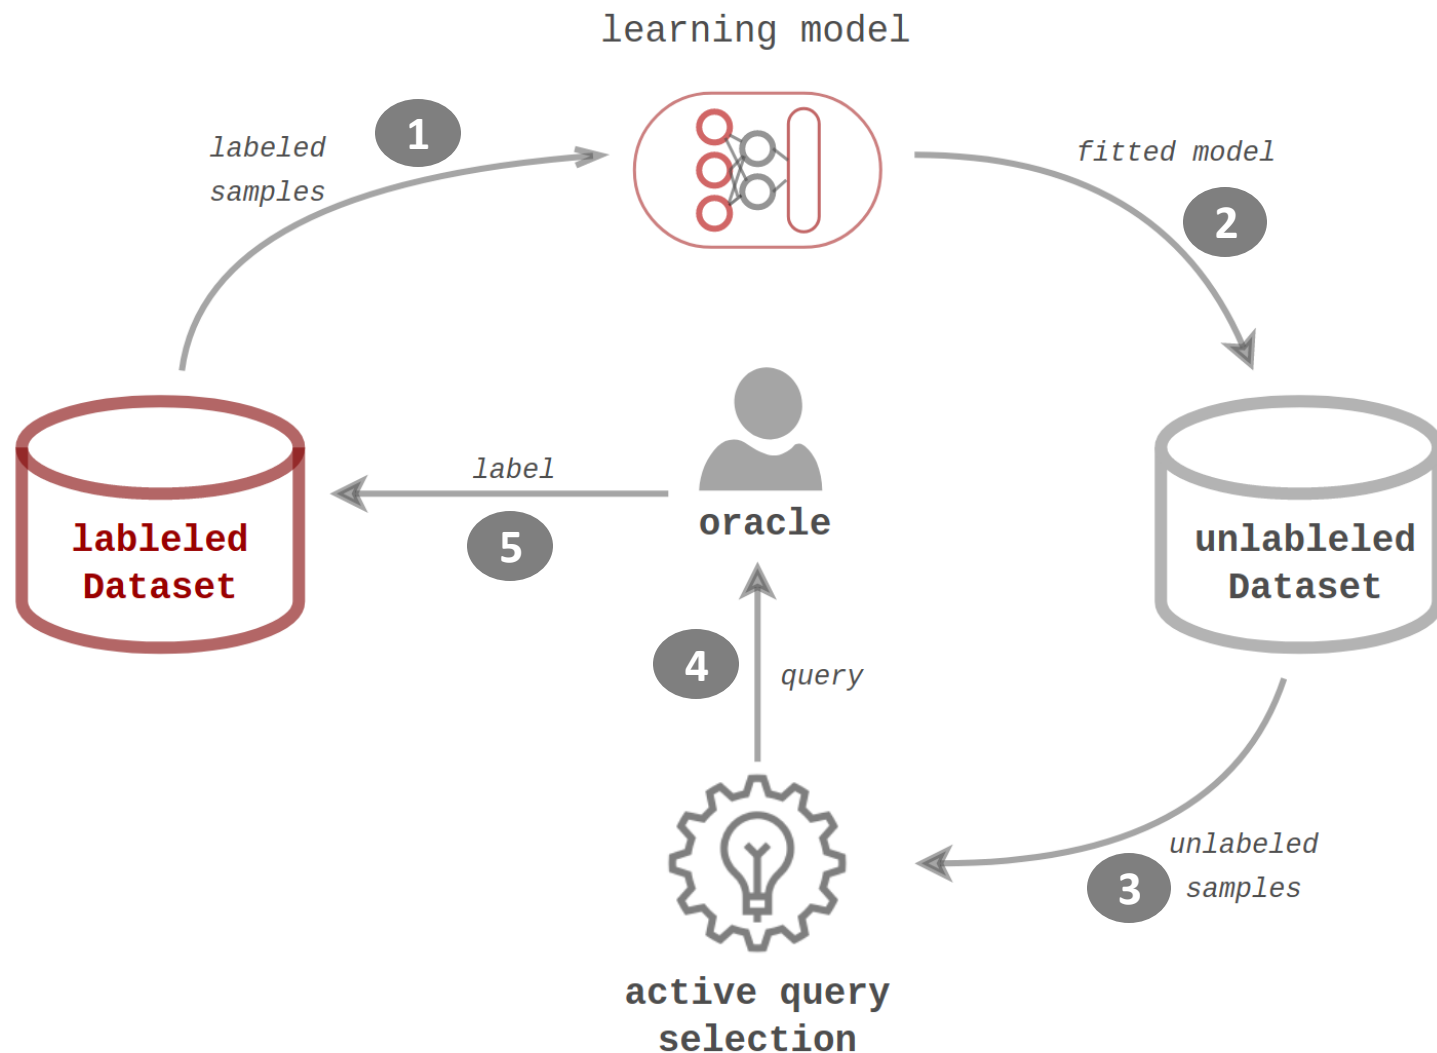 learning model
1
labeled
samples
fitted model
2
label
5
oracle
lableled
Dataset
unlableled
Dataset
4
query
unlabeled
samples
3
active query
selection